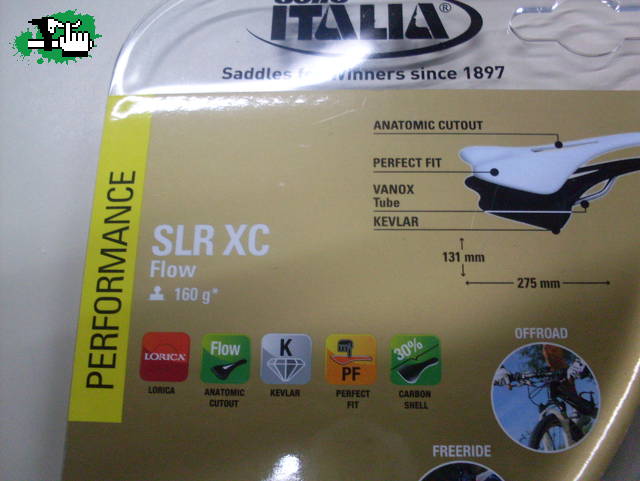 ITALIA®
Saddles for Winners since 1897
PERFORMANCE
SLR XC
Flow
160 g*
ANATOMIC CUTOUT
PERFECT FIT
VANOX
Tube
KEVLAR
131 mm
275 mm
LORICA
Flow
K
PF
30%
LORICA
ANATOMIC
CUTOUT
KEVLAR
PERFECT
FIT
CARBON
SHELL
OFFROAD
FREERIDE